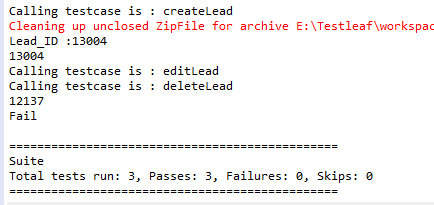 Calling testcase is : createLead
Cleaning up unclosed ZipFile for archive E:\Testleaf\workspac
Lead_ID :13004
13004
Calling testcase is : editLead
Calling testcase is : deleteLead
12137
Fail
===============================================
Suite
Total tests run: 3, Passes: 3, Failures: 0, Skips: 0
===============================================